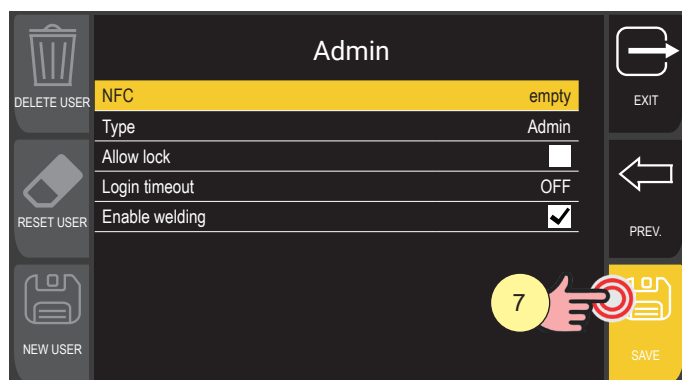 Admin
DELETE USER
NFC empty
EXIT
Type Admin
Allow lock
Login timeout OFF
RESET USER
Enable welding
PREV.
7
NEW USER
SAVE